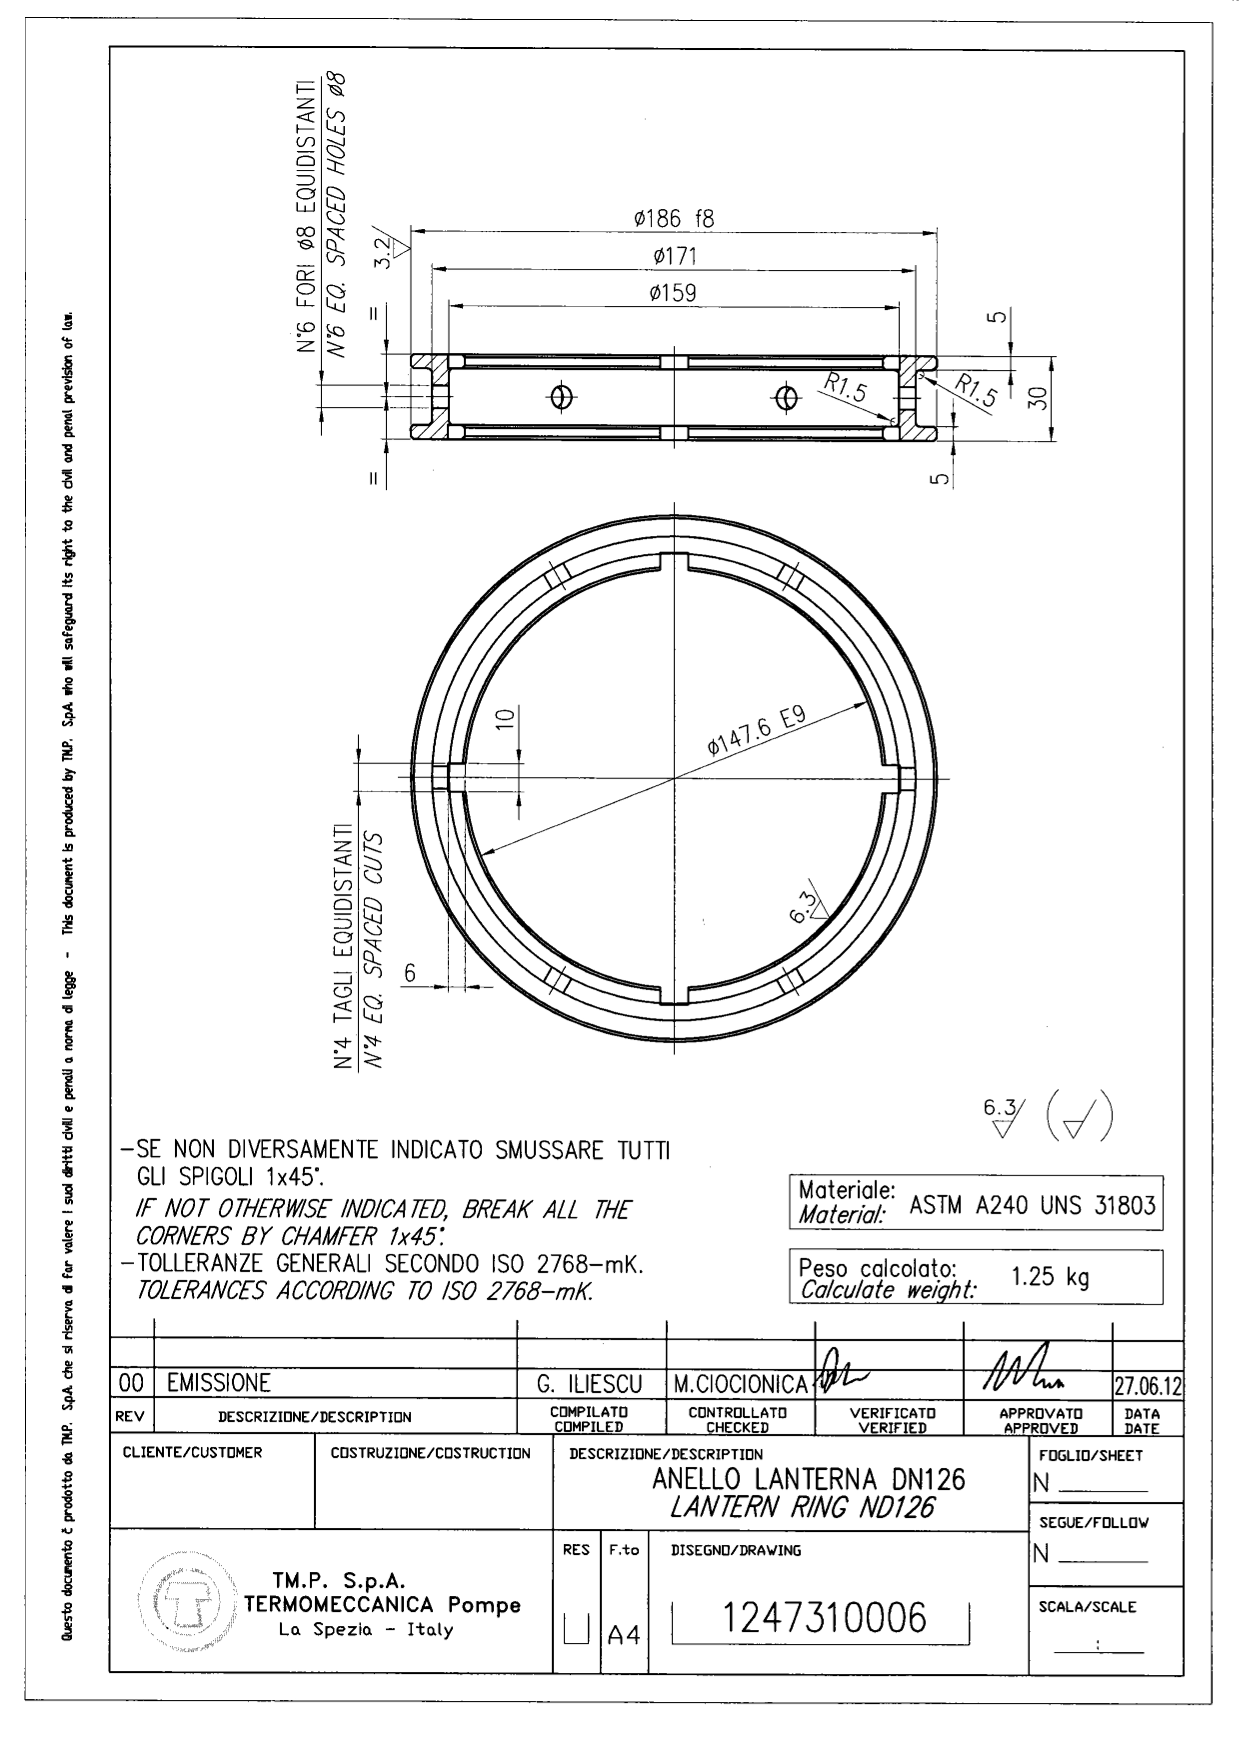 N°6 FORI ø8 EQUIDISTANTI
N°6 EQ. SPACED HOLES ø8
3.2
ø186 f8
ø171
ø159
=
=
5
R1.5
R1.5
30
5
10
ø147.6 E9
6.3
N°4 TAGLI EQUIDISTANTI
N°4 EQ. SPACED CUTS
6
6.3
-SE NON DIVERSAMENTE INDICATO SMUSSARE TUTTI
GLI SPIGOLI 1x45°.
IF NOT OTHERWISE INDICATED, BREAK ALL THE
CORNERS BY CHAMFER 1x45°.
-TOLLERANZE GENERALI SECONDO ISO 2768-mK.
TOLERANCES ACCORDING TO ISO 2768-mK.
Materiale:
Material: ASTM A240 UNS 31803
Peso calcolato:
Calculate weight: 1.25 kg
00 EMISSIONE G. ILIESCU M.CIOCIONICA 27.06.12
REV DESCRIZIONE/DESCRIPTION COMPILATO CONTROLLATO VERIFICATO APPROVATO DATA
COMPILED CHECKED VERIFIED APPROVED DATE
CLIENTE/CUSTOMER COSTRUZIONE/COSTRUCTION DESCRIZIONE/DESCRIPTION
ANELLO LANTERNA DN126
LANTERN RING ND126
FOGLIO/SHEET
N
SEGUE/FOLLOW
N
SCALA/SCALE
:
RES F.to DISEGNO/DRAWING
A4 1247310006
TM.P. S.p.A.
TERMOMECCANICA Pompe
La Spezia - Italy
Questo documento è prodotto da TM.P. S.p.A. che si riserva di far valere i suoi diritti civili e penali a norma di legge - This document is produced by TM.P. S.p.A. who will safeguard its right to the civil and penal prevision of law.